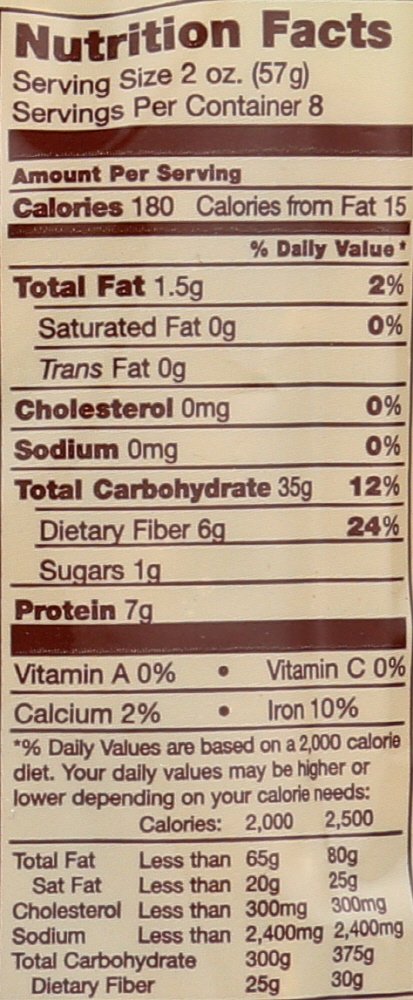 Nutrition Facts
Serving Size 2 oz. (57g)
Servings Per Container 8
Amount Per Serving
Calories 180 Calories from Fat 15
% Daily Value*
Total Fat 1.5g 2%
Saturated Fat 0g 0%
Trans Fat 0g
Cholesterol 0mg 0%
Sodium 0mg 0%
Total Carbohydrate 35g 12%
Dietary Fiber 6g 24%
Sugars 1g
Protein 7g
Vitamin A 0% • Vitamin C 0%
Calcium 2% • Iron 10%
*% Daily Values are based on a 2,000 calorie
diet. Your daily values may be higher or
lower depending on your calorie needs:
Calories: 2,000 2,500
Total Fat Less than 65g 80g
Sat Fat Less than 20g 25g
Cholesterol Less than 300mg 300mg
Sodium Less than 2,400mg 2,400mg
Total Carbohydrate 300g 375g
Dietary Fiber 25g 30g